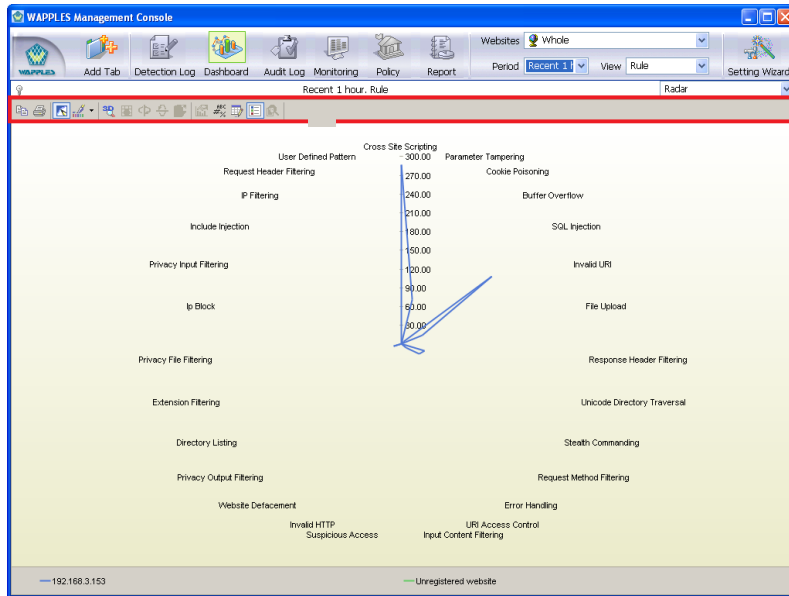 WAPPLES Management Console
Websites Whole
WAPPLES Add Tab Detection Log Dashboard Audit Log Monitoring Policy Report Period Recent 1 h View Rule Setting Wizard
Recent 1 hour. Rule Radar
3D
Cross Site Scripting
User Defined Pattern 300.00 Parameter Tampering
Request Header Filtering 270.00 Cookie Poisoning
IP Filtering 240.00 Buffer Overflow
210.00
Include Injection 180.00 SQL Injection
150.00
Privacy Input Filtering 120.00 Invalid URI
90.00
Ip Block 60.00 File Upload
30.00
Privacy File Filtering Response Header Filtering
Extension Filtering Unicode Directory Traversal
Directory Listing Stealth Commanding
Privacy Output Filtering Request Method Filtering
Website Defacement Error Handling
Invalid HTTP URI Access Control
Suspicious Access Input Content Filtering
192.168.3.153 Unregistered website